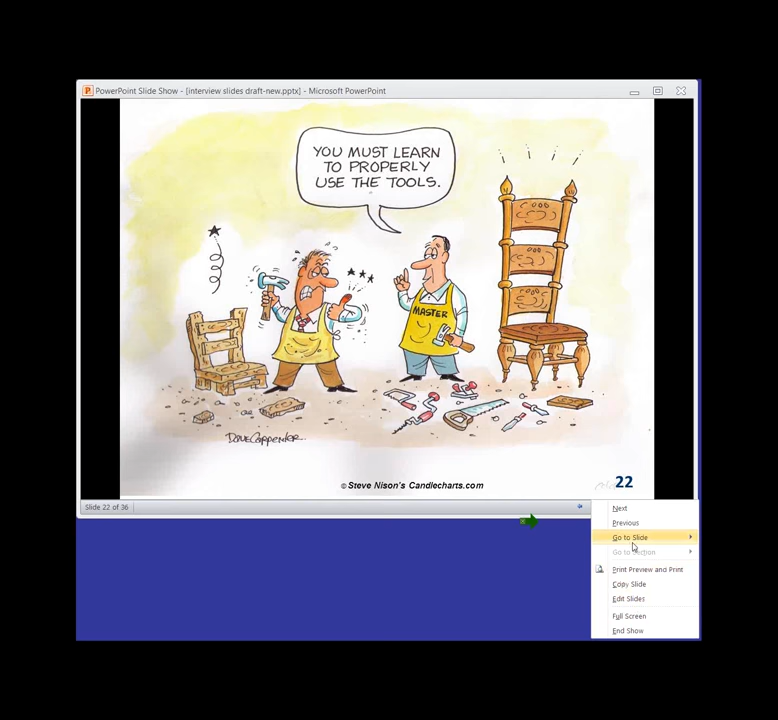 PowerPoint Slide Show - [interview slides draft-new.pptx] - Microsoft PowerPoint
YOU MUST LEARN
TO PROPERLY
USE THE TOOLS.
MASTER
DAVE CARPENTER
© Steve Nison's Candlecharts.com
22
Slide 22 of 36
Next
Previous
Go to Slide
Go to Section
Print Preview and Print
Copy Slide
Edit Slides
Full Screen
End Show